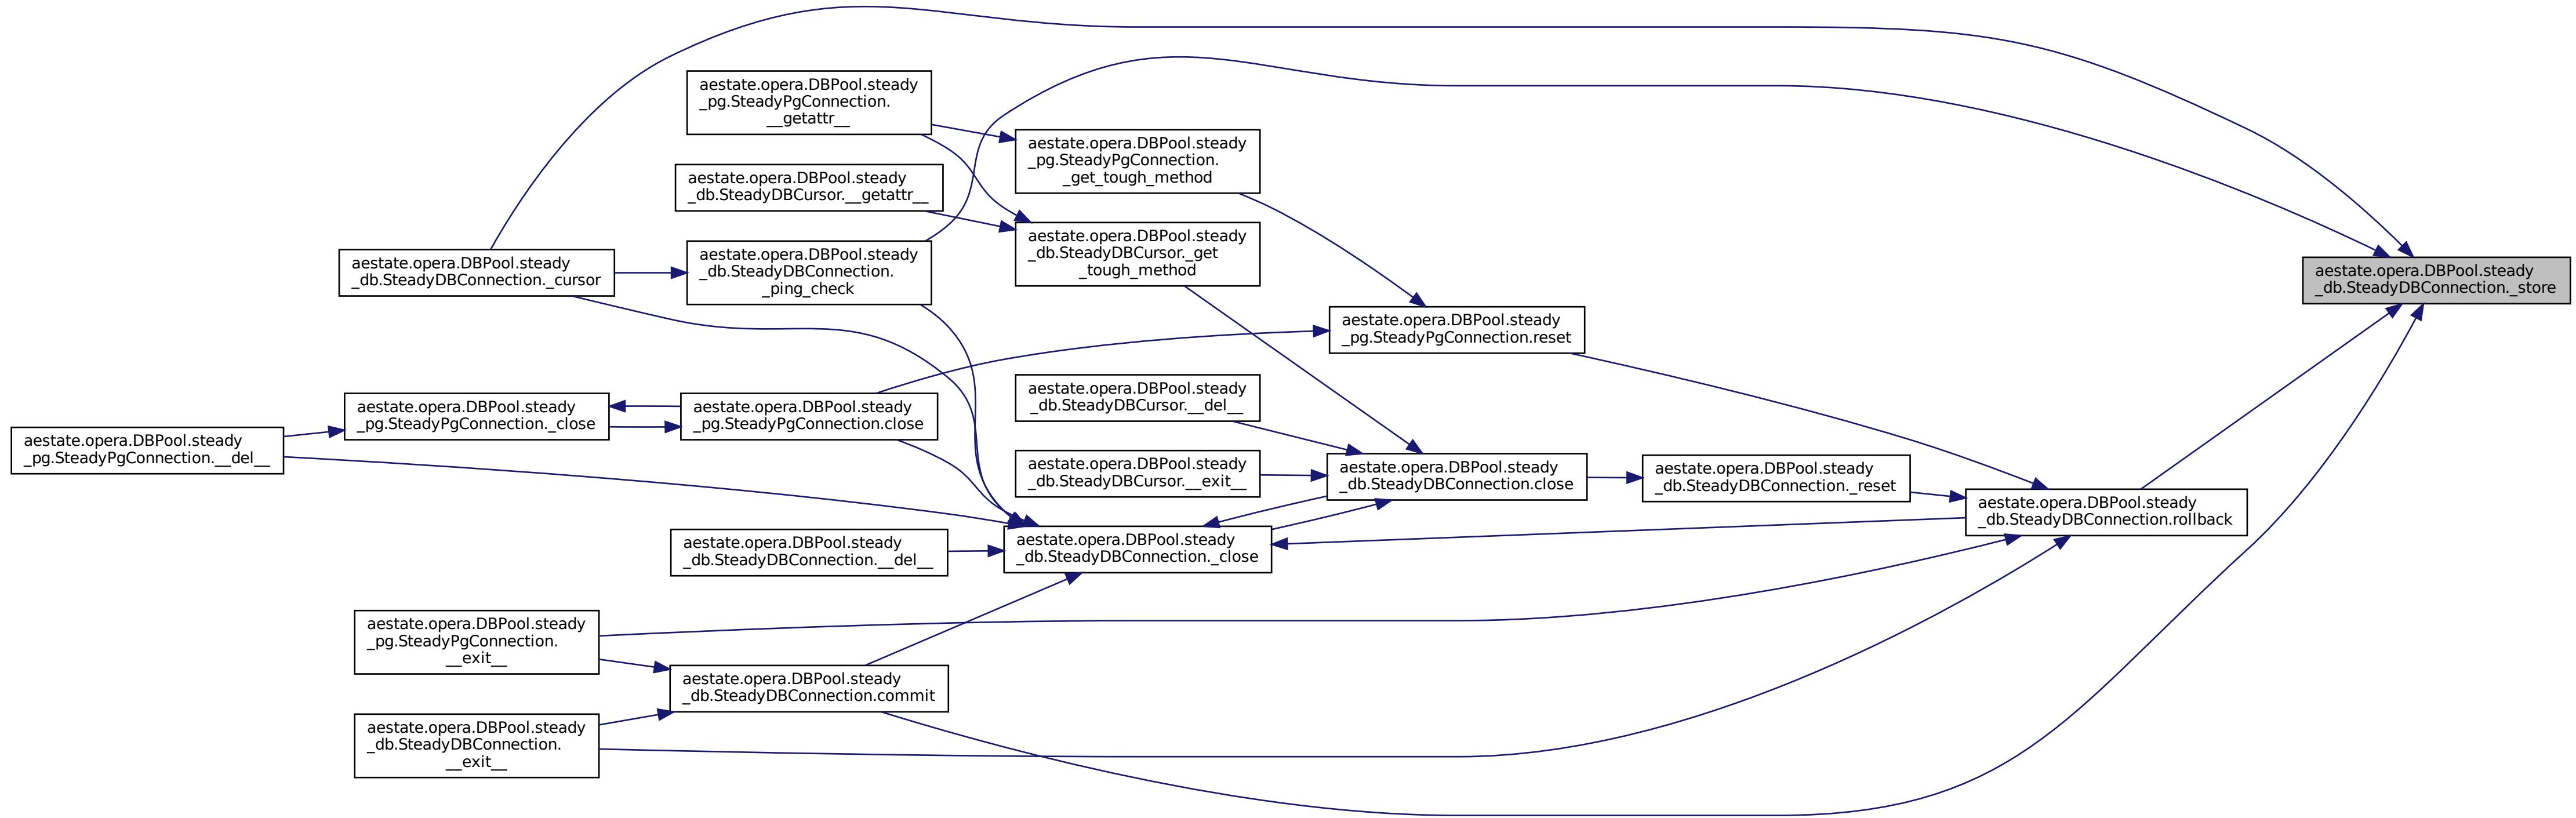 aestate.opera.DBPool.steady
_pg.SteadyPgConnection.
__getattr__
aestate.opera.DBPool.steady
_pg.SteadyPgConnection.
_get_tough_method
aestate.opera.DBPool.steady
_db.SteadyDBCursor.__getattr__
aestate.opera.DBPool.steady
_db.SteadyDBCursor._get
_tough_method
aestate.opera.DBPool.steady
_db.SteadyDBConnection._cursor
aestate.opera.DBPool.steady
_db.SteadyDBConnection.
_ping_check
aestate.opera.DBPool.steady
_db.SteadyDBConnection._store
aestate.opera.DBPool.steady
_pg.SteadyPgConnection.reset
aestate.opera.DBPool.steady
_db.SteadyDBCursor.__del__
aestate.opera.DBPool.steady
_pg.SteadyPgConnection._close
aestate.opera.DBPool.steady
_pg.SteadyPgConnection.close
aestate.opera.DBPool.steady
_pg.SteadyPgConnection.__del__
aestate.opera.DBPool.steady
_db.SteadyDBCursor.__exit__
aestate.opera.DBPool.steady
_db.SteadyDBConnection.close
aestate.opera.DBPool.steady
_db.SteadyDBConnection._reset
aestate.opera.DBPool.steady
_db.SteadyDBConnection.rollback
aestate.opera.DBPool.steady
_db.SteadyDBConnection.__del__
aestate.opera.DBPool.steady
_db.SteadyDBConnection._close
aestate.opera.DBPool.steady
_pg.SteadyPgConnection.
__exit__
aestate.opera.DBPool.steady
_db.SteadyDBConnection.commit
aestate.opera.DBPool.steady
_db.SteadyDBConnection.
__exit__